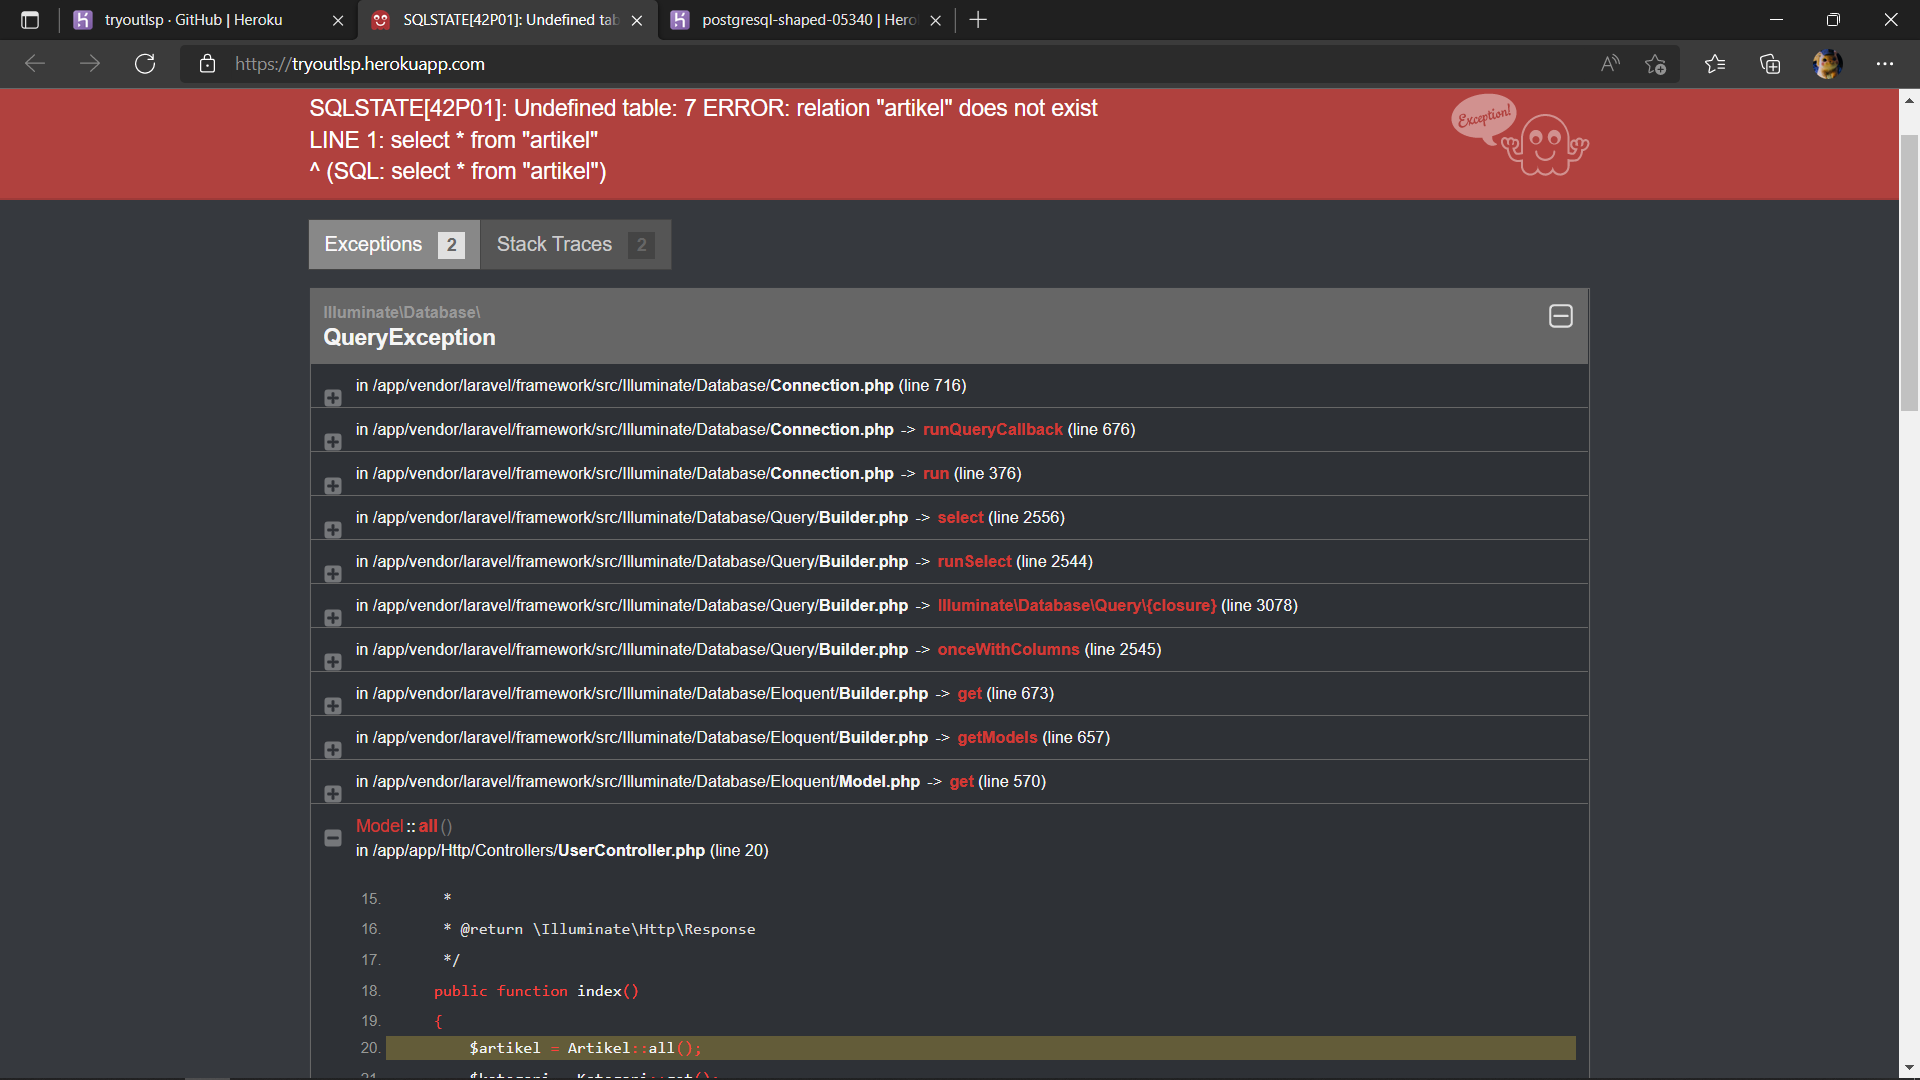 tryoutlsp · GitHub | Heroku
SQLSTATE[42P01]: Undefined tab
postgresql-shaped-05340 | Hero
https://tryoutlsp.herokuapp.com
SQLSTATE[42P01]: Undefined table: 7 ERROR: relation "artikel" does not exist
LINE 1: select * from "artikel"
^ (SQL: select * from "artikel")
Exception!
Exceptions 2
Stack Traces 2
Illuminate\Database\
QueryException
in /app/vendor/laravel/framework/src/Illuminate/Database/Connection.php (line 716)
in /app/vendor/laravel/framework/src/Illuminate/Database/Connection.php -> runQueryCallback (line 676)
in /app/vendor/laravel/framework/src/Illuminate/Database/Connection.php -> run (line 376)
in /app/vendor/laravel/framework/src/Illuminate/Database/Query/Builder.php -> select (line 2556)
in /app/vendor/laravel/framework/src/Illuminate/Database/Query/Builder.php -> runSelect (line 2544)
in /app/vendor/laravel/framework/src/Illuminate/Database/Query/Builder.php -> Illuminate\Database\Query\{closure} (line 3078)
in /app/vendor/laravel/framework/src/Illuminate/Database/Query/Builder.php -> onceWithColumns (line 2545)
in /app/vendor/laravel/framework/src/Illuminate/Database/Eloquent/Builder.php -> get (line 673)
in /app/vendor/laravel/framework/src/Illuminate/Database/Eloquent/Builder.php -> getModels (line 657)
in /app/vendor/laravel/framework/src/Illuminate/Database/Eloquent/Model.php -> get (line 570)
Model::all()
in /app/app/Http/Controllers/UserController.php (line 20)
15. *
16. * @return \Illuminate\Http\Response
17. */
18. public function index()
19. {
20. $artikel = Artikel::all();